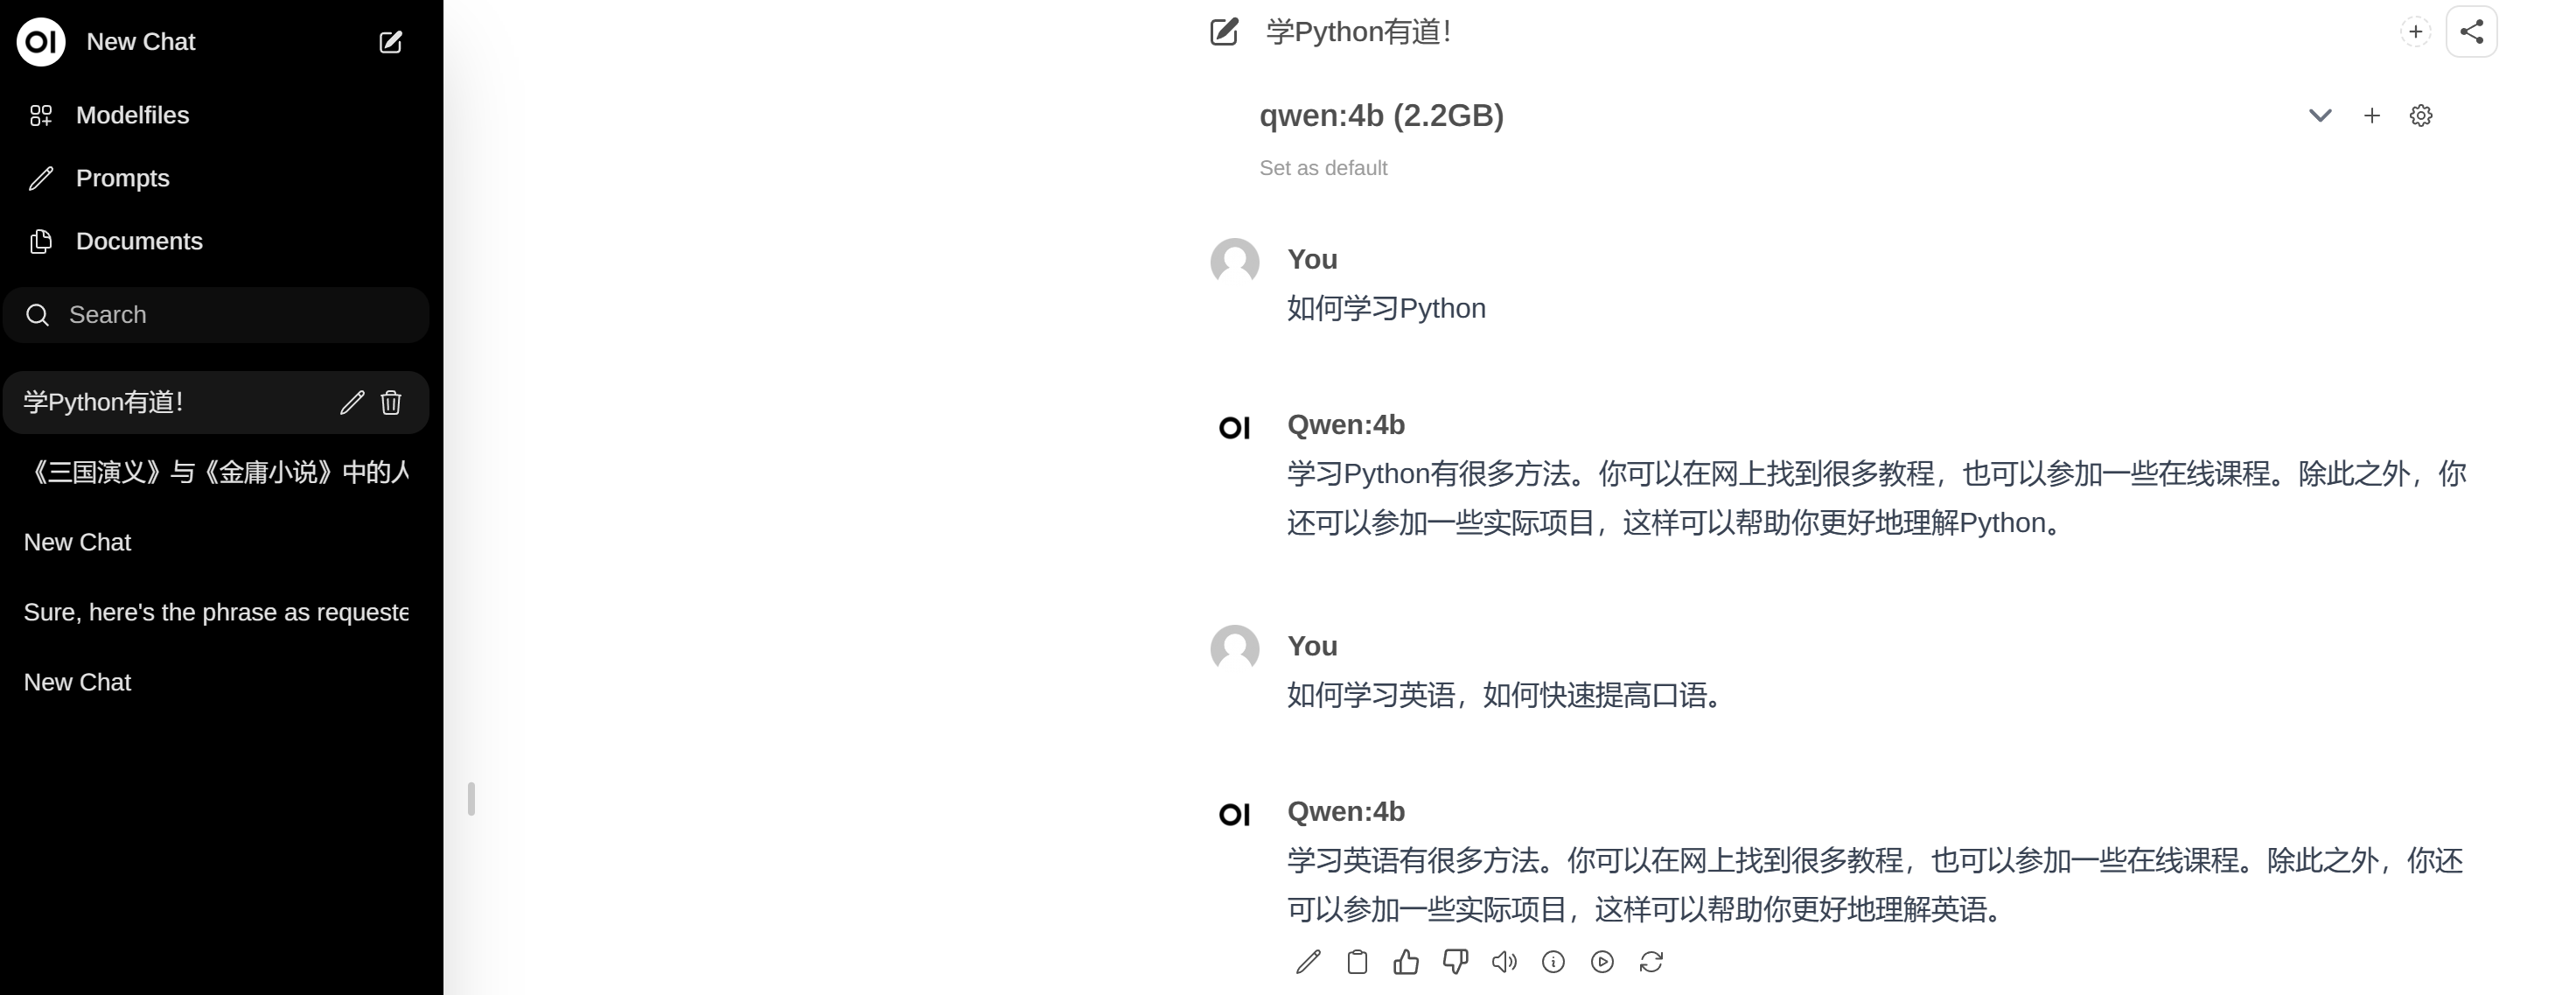 OI New Chat
Modelfiles
Prompts
Documents
Search
学Python有道！
《三国演义》与《金庸小说》中的人
New Chat
Sure, here's the phrase as requeste
New Chat
学Python有道！
qwen:4b (2.2GB)
Set as default
You
如何学习Python
OI Qwen:4b
学习Python有很多方法。你可以在网上找到很多教程，也可以参加一些在线课程。除此之外，你
还可以参加一些实际项目，这样可以帮助你更好地理解Python。
You
如何学习英语，如何快速提高口语。
OI Qwen:4b
学习英语有很多方法。你可以在网上找到很多教程，也可以参加一些在线课程。除此之外，你还
可以参加一些实际项目，这样可以帮助你更好地理解英语。